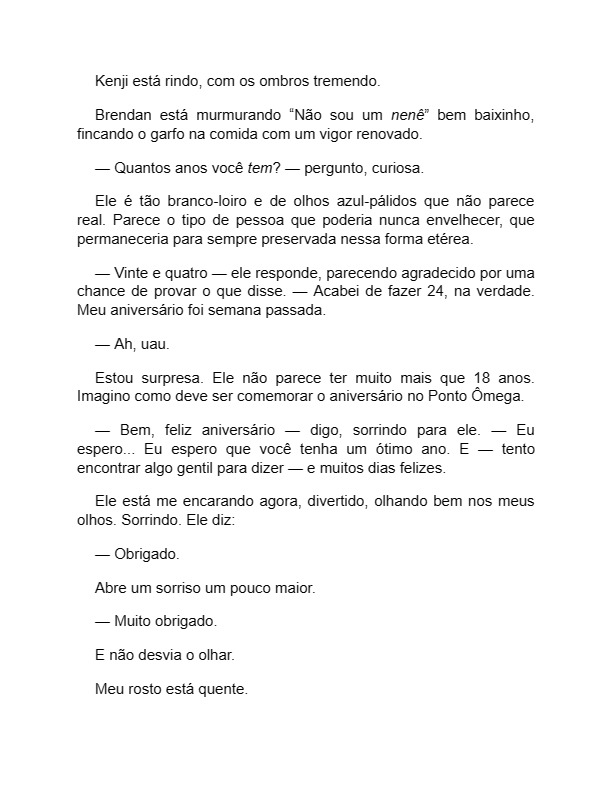 Kenji está rindo, com os ombros tremendo.
Brendan está murmurando “Não sou um nenê” bem baixinho,
fincando o garfo na comida com um vigor renovado.
— Quantos anos você tem? — pergunto, curiosa.
Ele é tão branco-loiro e de olhos azul-pálidos que não parece
real. Parece o tipo de pessoa que poderia nunca envelhecer, que
permaneceria para sempre preservada nessa forma etérea.
— Vinte e quatro — ele responde, parecendo agradecido por uma
chance de provar o que disse. — Acabei de fazer 24, na verdade.
Meu aniversário foi semana passada.
— Ah, uau.
Estou surpresa. Ele não parece ter muito mais que 18 anos.
Imagino como deve ser comemorar o aniversário no Ponto Ômega.
— Bem, feliz aniversário — digo, sorrindo para ele. — Eu
espero... Eu espero que você tenha um ótimo ano. E — tento
encontrar algo gentil para dizer — e muitos dias felizes.
Ele está me encarando agora, divertido, olhando bem nos meus
olhos. Sorrindo. Ele diz:
— Obrigado.
Abre um sorriso um pouco maior.
— Muito obrigado.
E não desvia o olhar.
Meu rosto está quente.